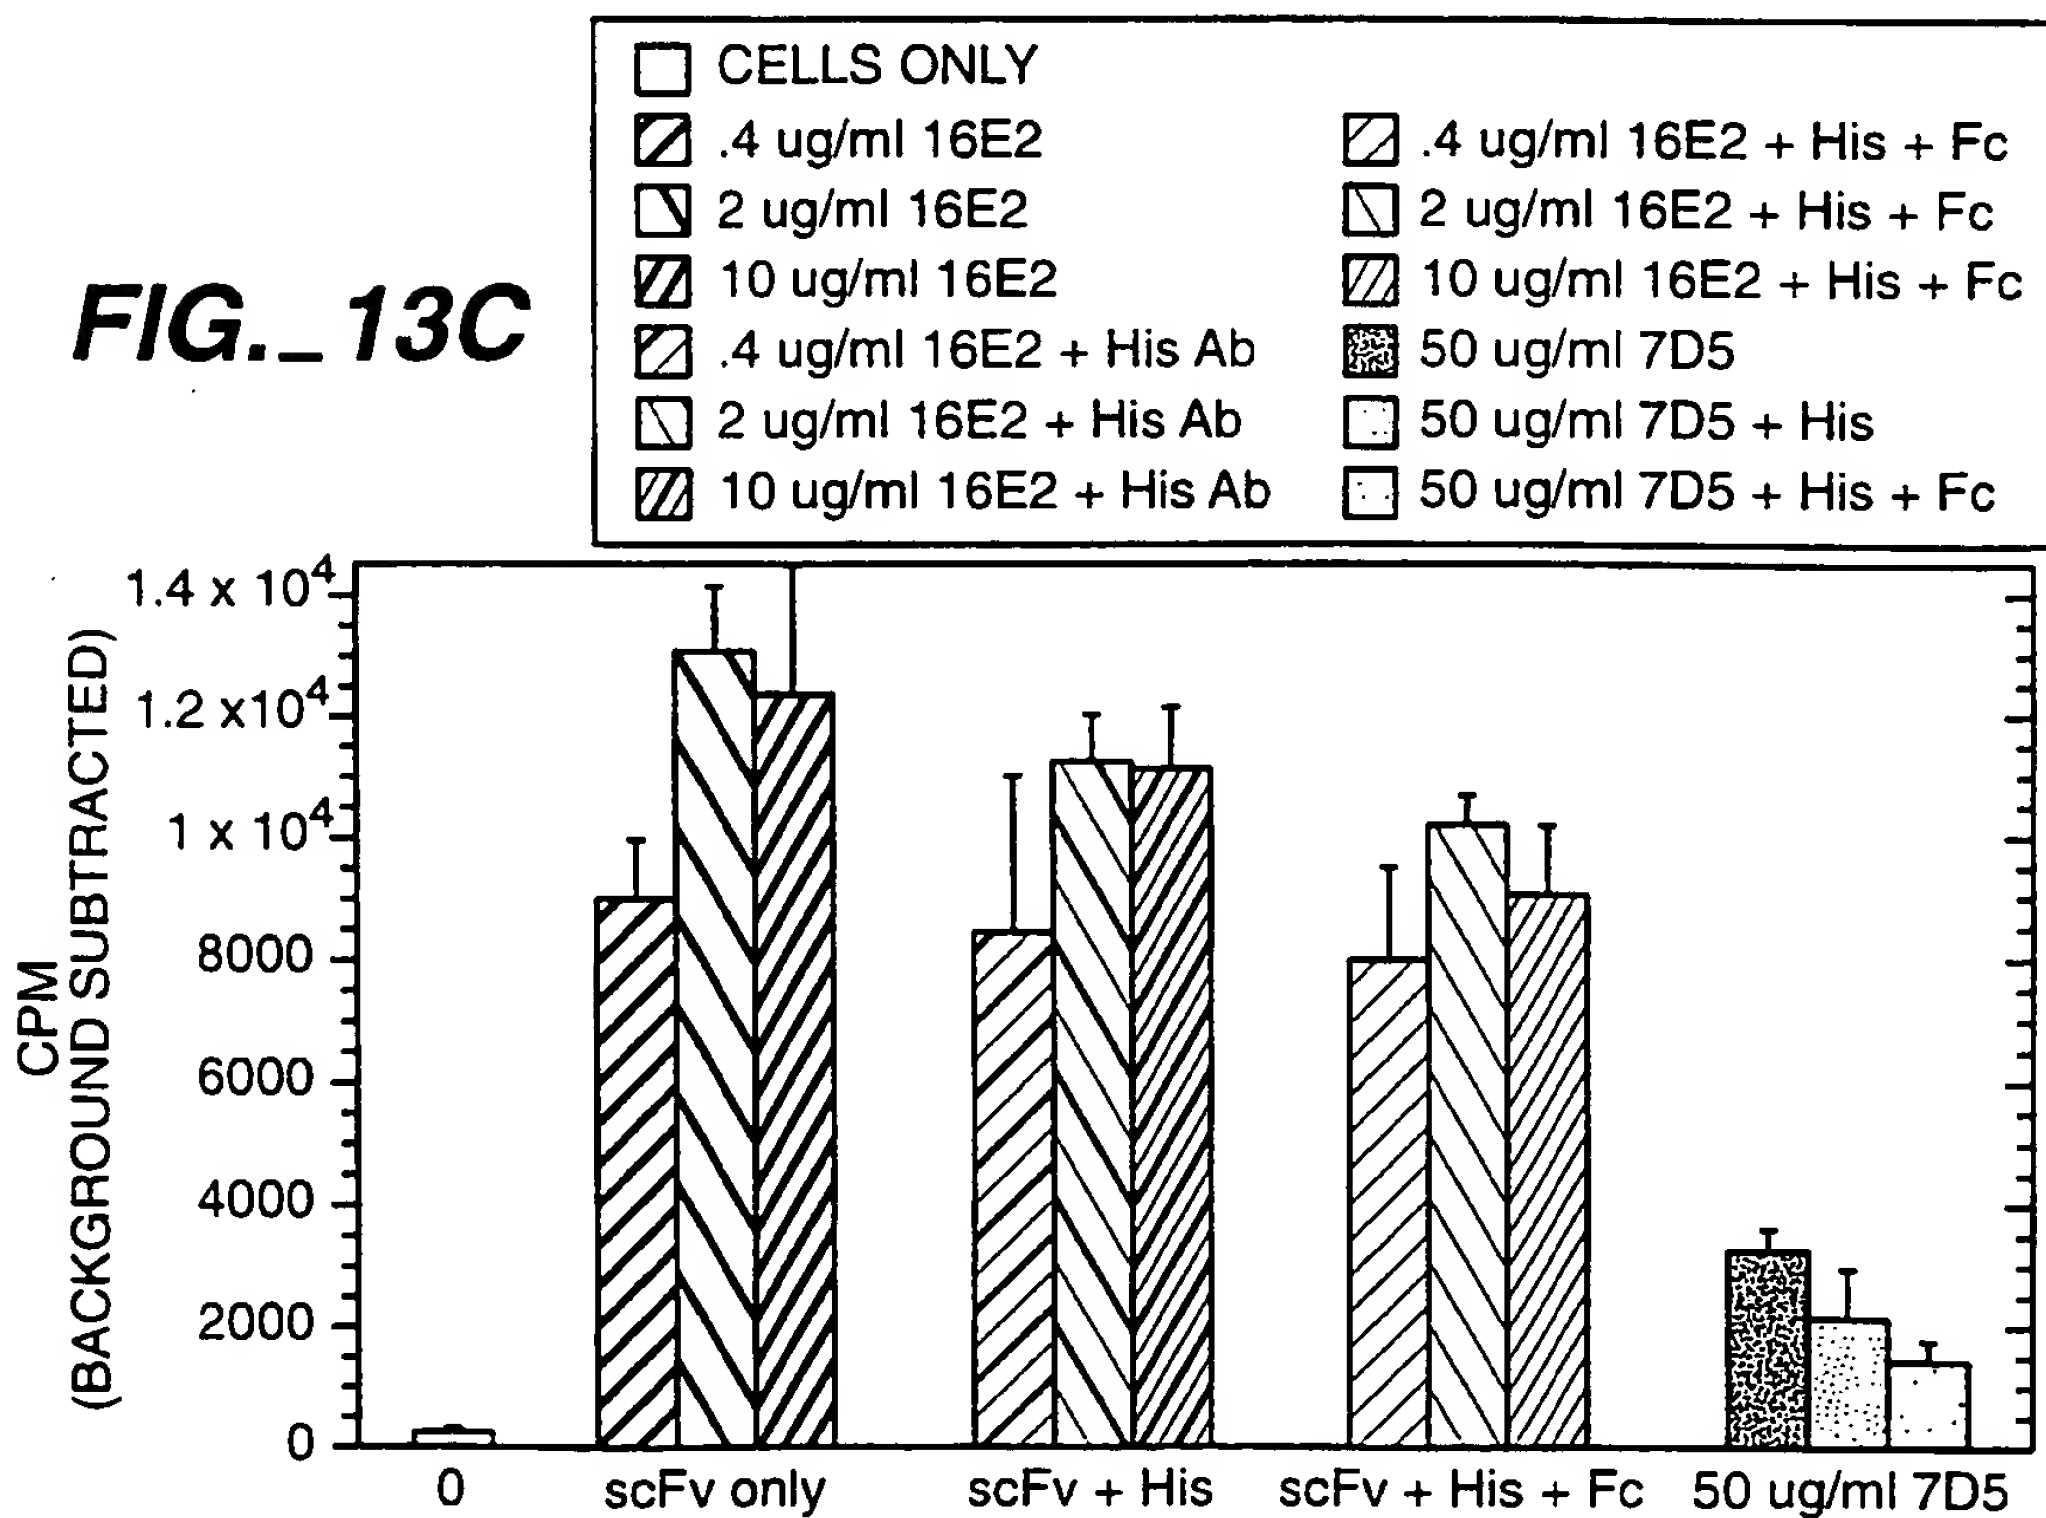 FIG._13C
CELLS ONLY
.4 ug/ml 16E2
2 ug/ml 16E2
10 ug/ml 16E2
.4 ug/ml 16E2 + His Ab
2 ug/ml 16E2 + His Ab
10 ug/ml 16E2 + His Ab
.4 ug/ml 16E2 + His + Fc
2 ug/ml 16E2 + His + Fc
10 ug/ml 16E2 + His + Fc
50 ug/ml 7D5
50 ug/ml 7D5 + His
50 ug/ml 7D5 + His + Fc
CPM
(BACKGROUND SUBTRACTED)
1.4 x 10⁴
1.2 x10⁴
1 x 10⁴
8000
6000
4000
2000
0
0 scFv only scFv + His scFv + His + Fc 50 ug/ml 7D5